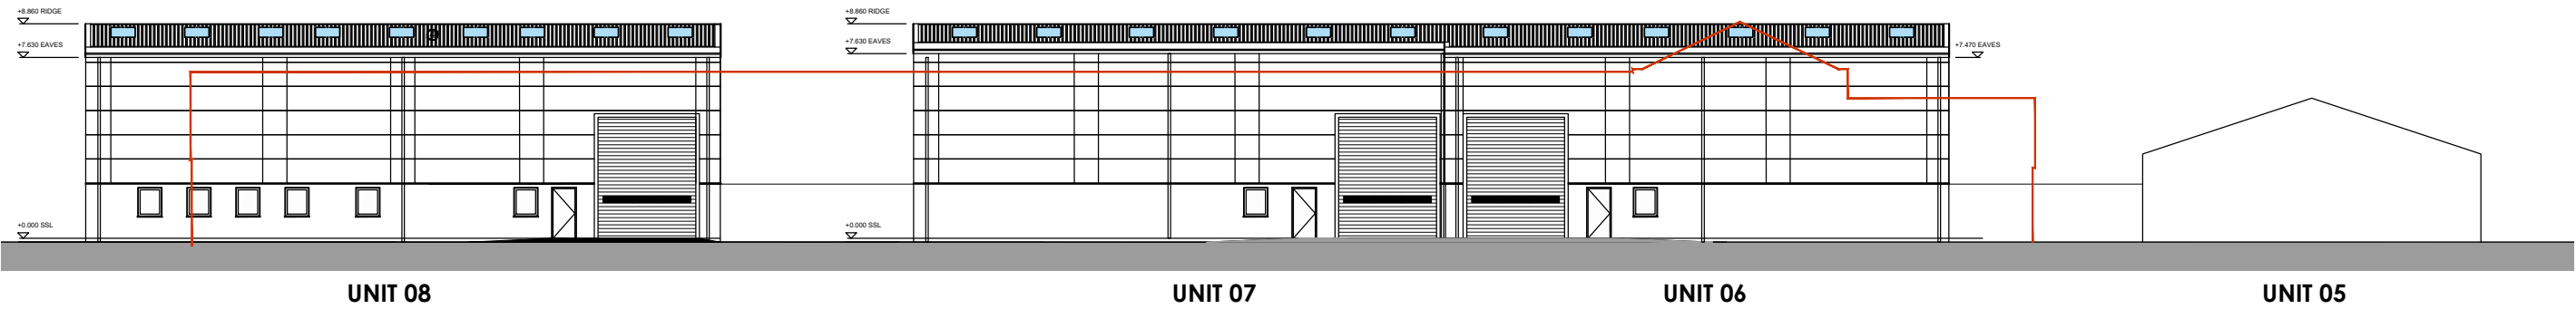 +8.860 RIDGE
+8.860 RIDGE
+7.630 EAVES
+7.630 EAVES
+7.470 EAVES
+0.000 SSL
+0.000 SSL
UNIT 08
UNIT 07
UNIT 06
UNIT 05